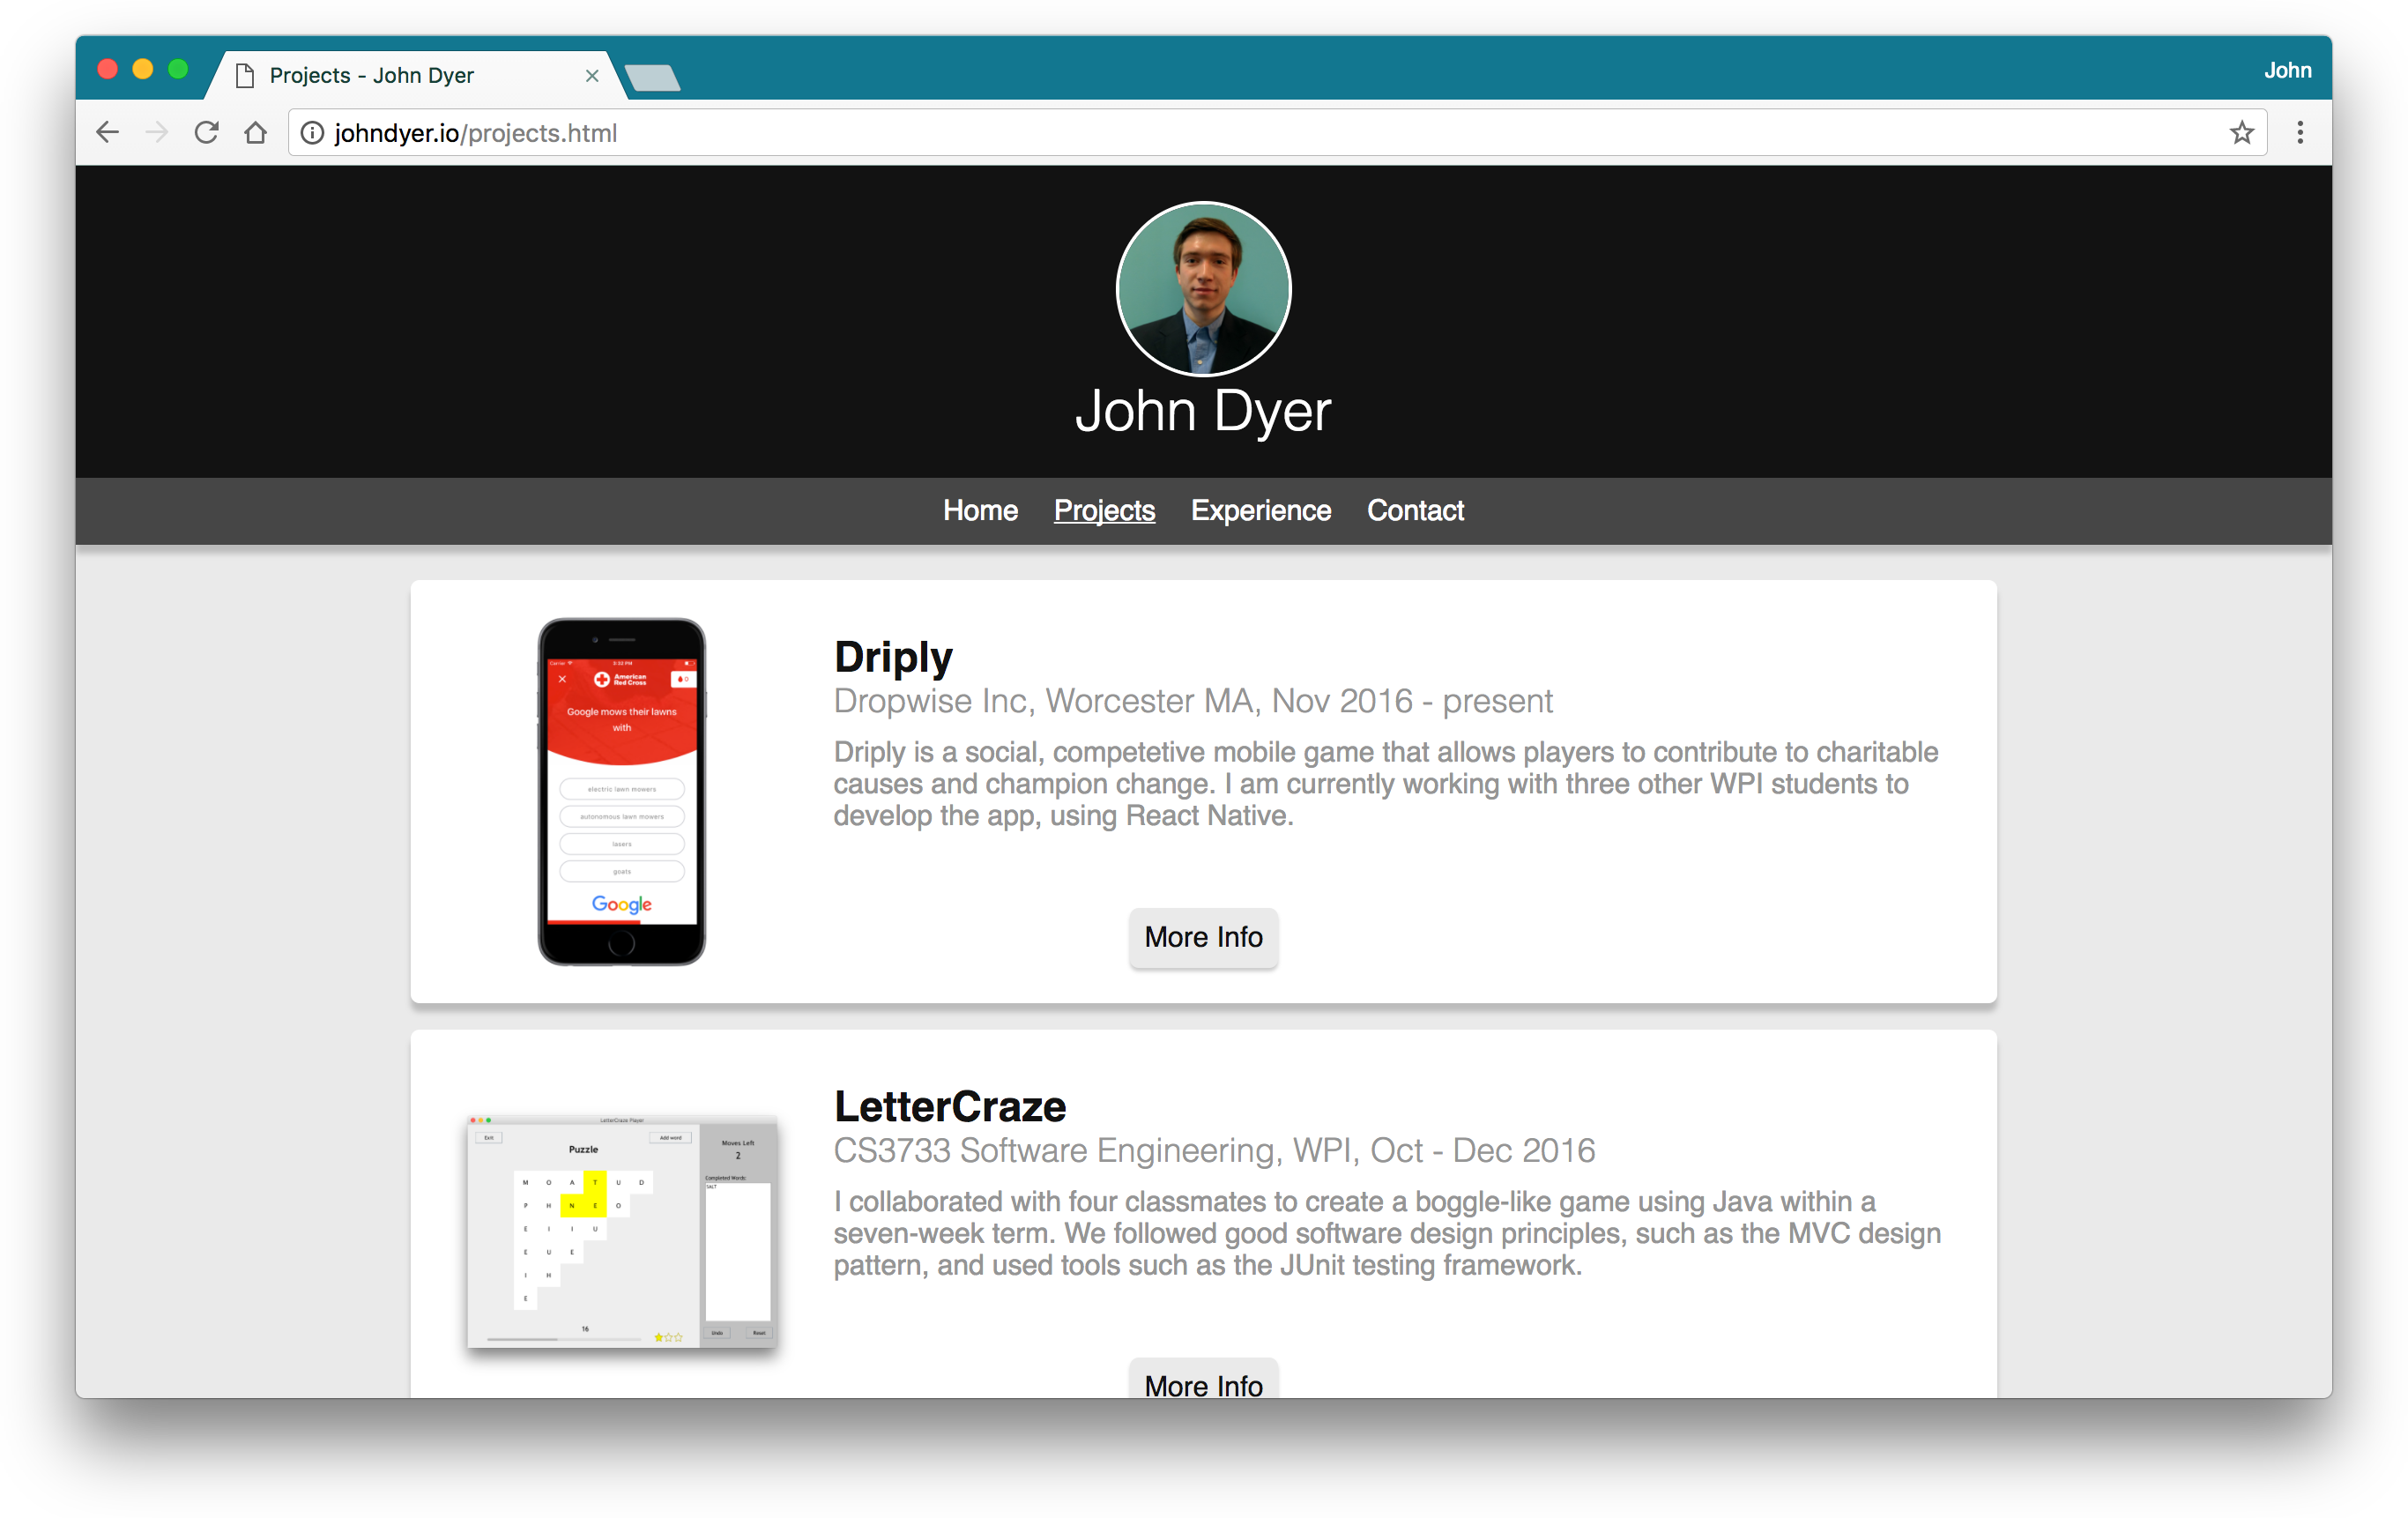 Projects - John Dyer
John
johndyer.io/projects.html
John Dyer
Home Projects Experience Contact
Carrier 3:33 PM
American
Red Cross
0
Google mows their lawns
with
electric lawn mowers
autonomous lawn mowers
lasers
goats
Google
Driply
Dropwise Inc, Worcester MA, Nov 2016 - present
Driply is a social, competetive mobile game that allows players to contribute to charitable
causes and champion change. I am currently working with three other WPI students to
develop the app, using React Native.
More Info
LetterCraze Player
Exit
Add word
Puzzle
Moves Left
2
Completed Words:
SALT
M O A T U D
P H N E O
E I I U
E U E
I H
E
16
Undo
Reset
LetterCraze
CS3733 Software Engineering, WPI, Oct - Dec 2016
I collaborated with four classmates to create a boggle-like game using Java within a
seven-week term. We followed good software design principles, such as the MVC design
pattern, and used tools such as the JUnit testing framework.
More Info